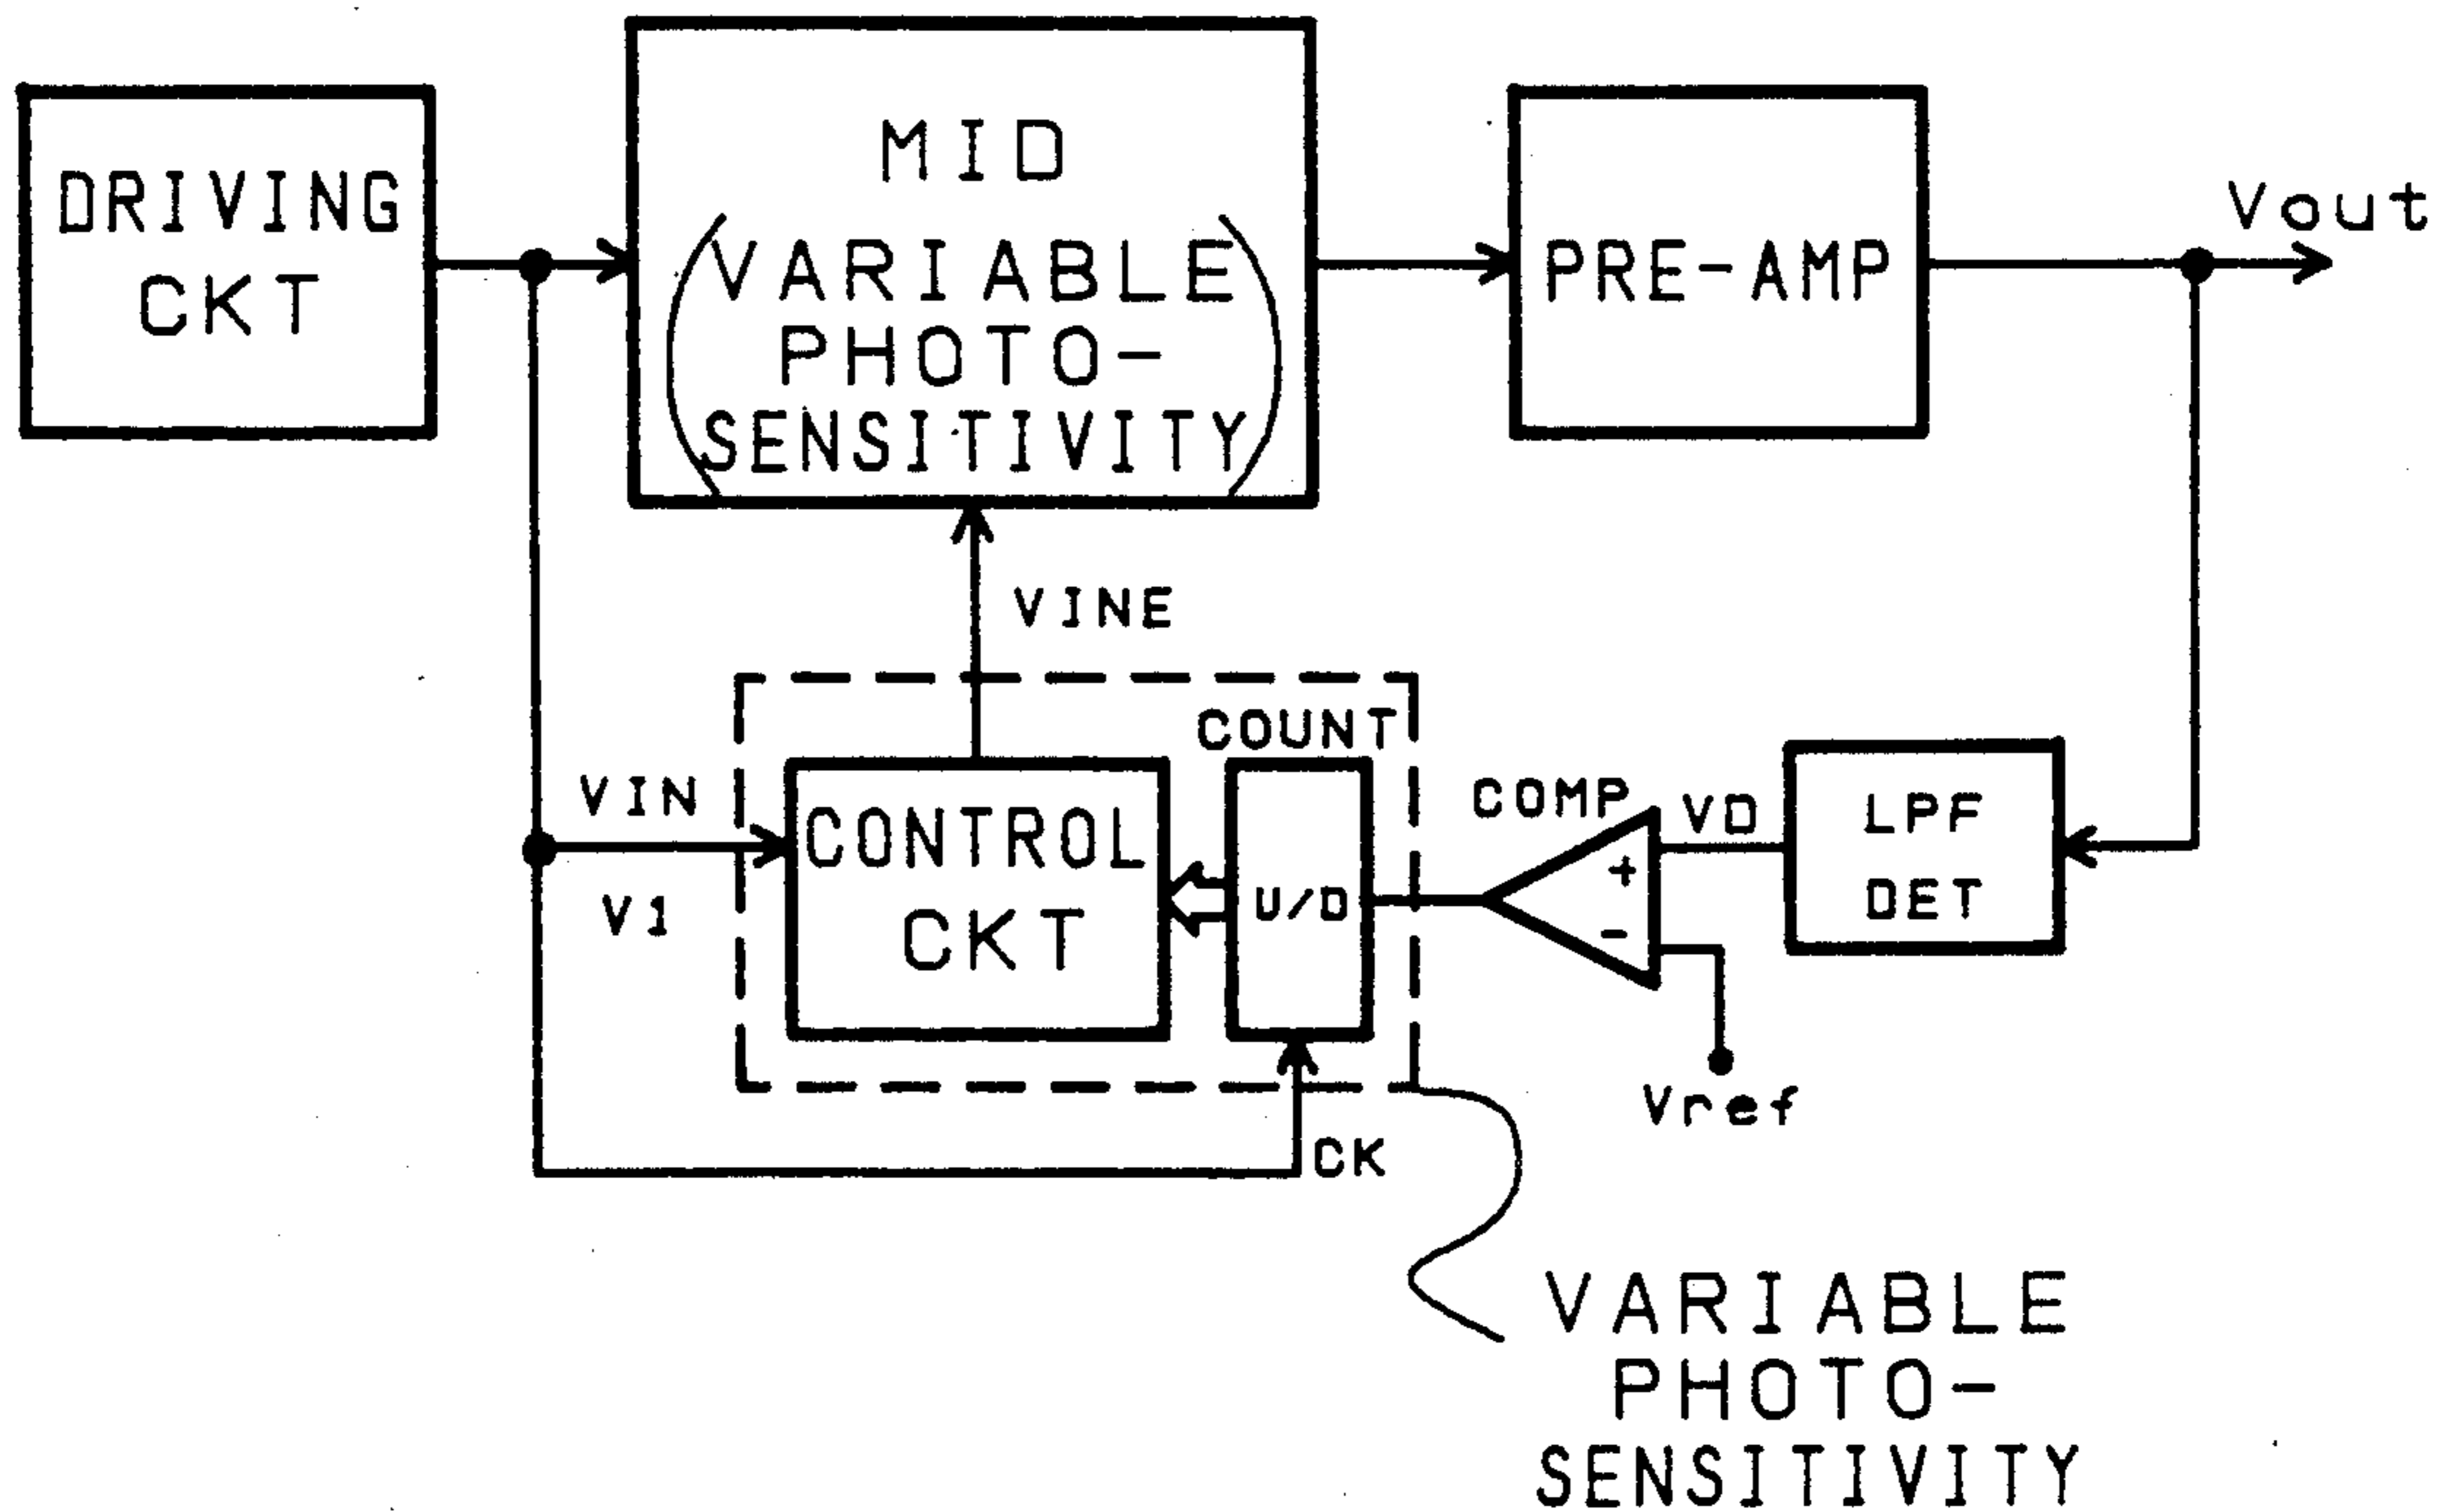 DRIVING
CKT
MID
(VARIABLE
PHOTO-
SENSITIVITY)
PRE-AMP
Vout
VINE
COUNT
VIN
V1
CONTROL
CKT
U/D
COMP
+
-
VD
LPF
DET
Vref
CK
VARIABLE
PHOTO-
SENSITIVITY